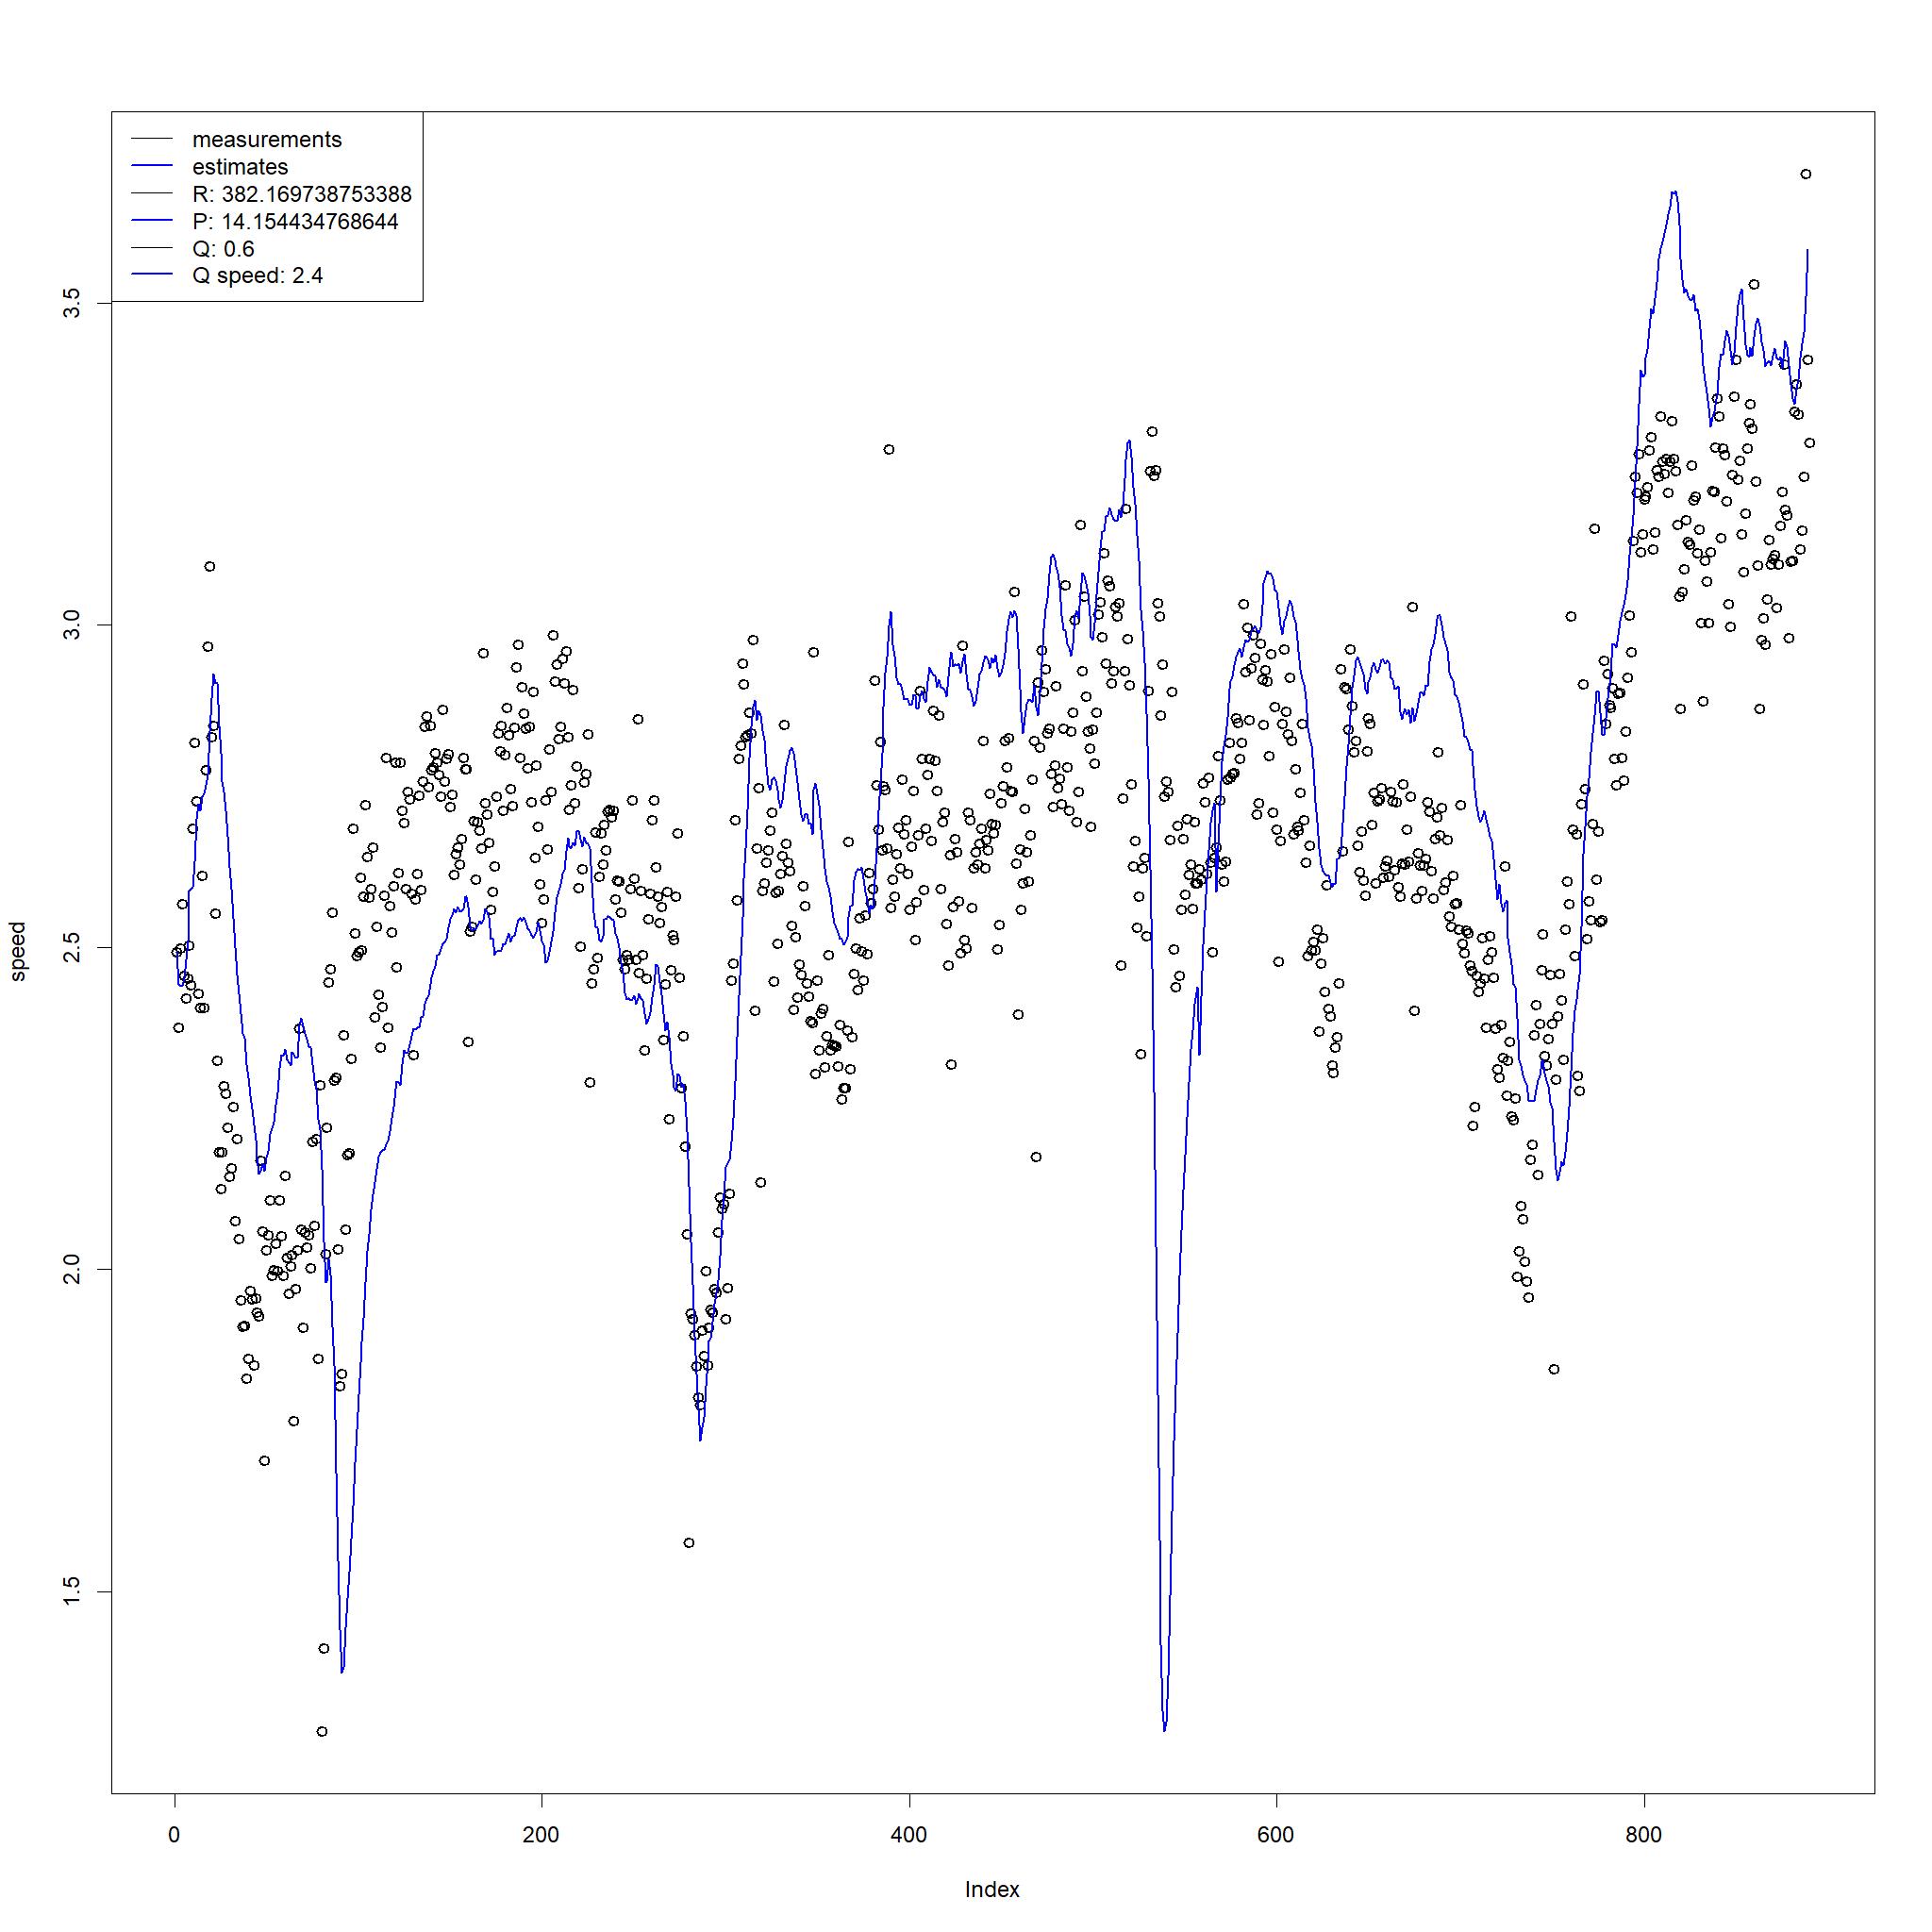 measurements
estimates
R: 382.169738753388
P: 14.154434768644
Q: 0.6
Q speed: 2.4
3.5
3.0
2.5
2.0
1.5
speed
0 200 400 600 800
Index